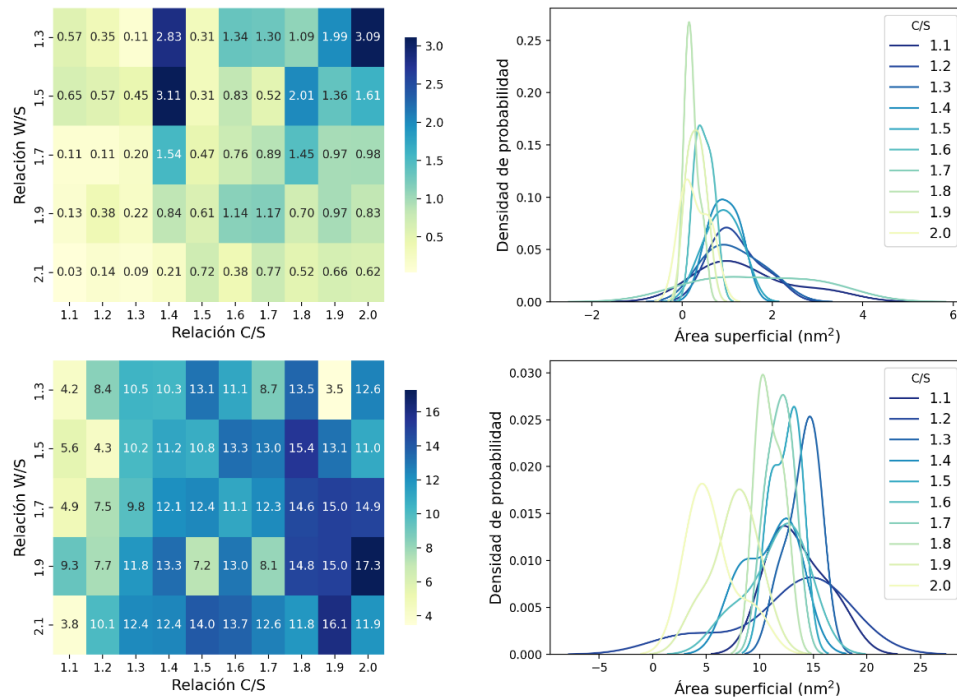 Relación W/S
1.3 0.57 0.35 0.11 2.83 0.31 1.34 1.30 1.09 1.99 3.09
1.5 0.65 0.57 0.45 3.11 0.31 0.83 0.52 2.01 1.36 1.61
1.7 0.11 0.11 0.20 1.54 0.47 0.76 0.89 1.45 0.97 0.98
1.9 0.13 0.38 0.22 0.84 0.61 1.14 1.17 0.70 0.97 0.83
2.1 0.03 0.14 0.09 0.21 0.72 0.38 0.77 0.52 0.66 0.62
1.1 1.2 1.3 1.4 1.5 1.6 1.7 1.8 1.9 2.0
Relación C/S
3.0
2.5
2.0
1.5
1.0
0.5
Densidad de probabilidad
0.25
0.20
0.15
0.10
0.05
0.00
−2 0 2 4 6
Área superficial (nm²)
C/S
1.1
1.2
1.3
1.4
1.5
1.6
1.7
1.8
1.9
2.0
Relación W/S
1.3 4.2 8.4 10.5 10.3 13.1 11.1 8.7 13.5 3.5 12.6
1.5 5.6 4.3 10.2 11.2 10.8 13.3 13.0 15.4 13.1 11.0
1.7 4.9 7.5 9.8 12.1 12.4 11.1 12.3 14.6 15.0 14.9
1.9 9.3 7.7 11.8 13.3 7.2 13.0 8.1 14.8 15.0 17.3
2.1 3.8 10.1 12.4 12.4 14.0 13.7 12.6 11.8 16.1 11.9
1.1 1.2 1.3 1.4 1.5 1.6 1.7 1.8 1.9 2.0
Relación C/S
16
14
12
10
8
6
4
Densidad de probabilidad
0.030
0.025
0.020
0.015
0.010
0.005
0.000
−5 0 5 10 15 20 25
Área superficial (nm²)
C/S
1.1
1.2
1.3
1.4
1.5
1.6
1.7
1.8
1.9
2.0